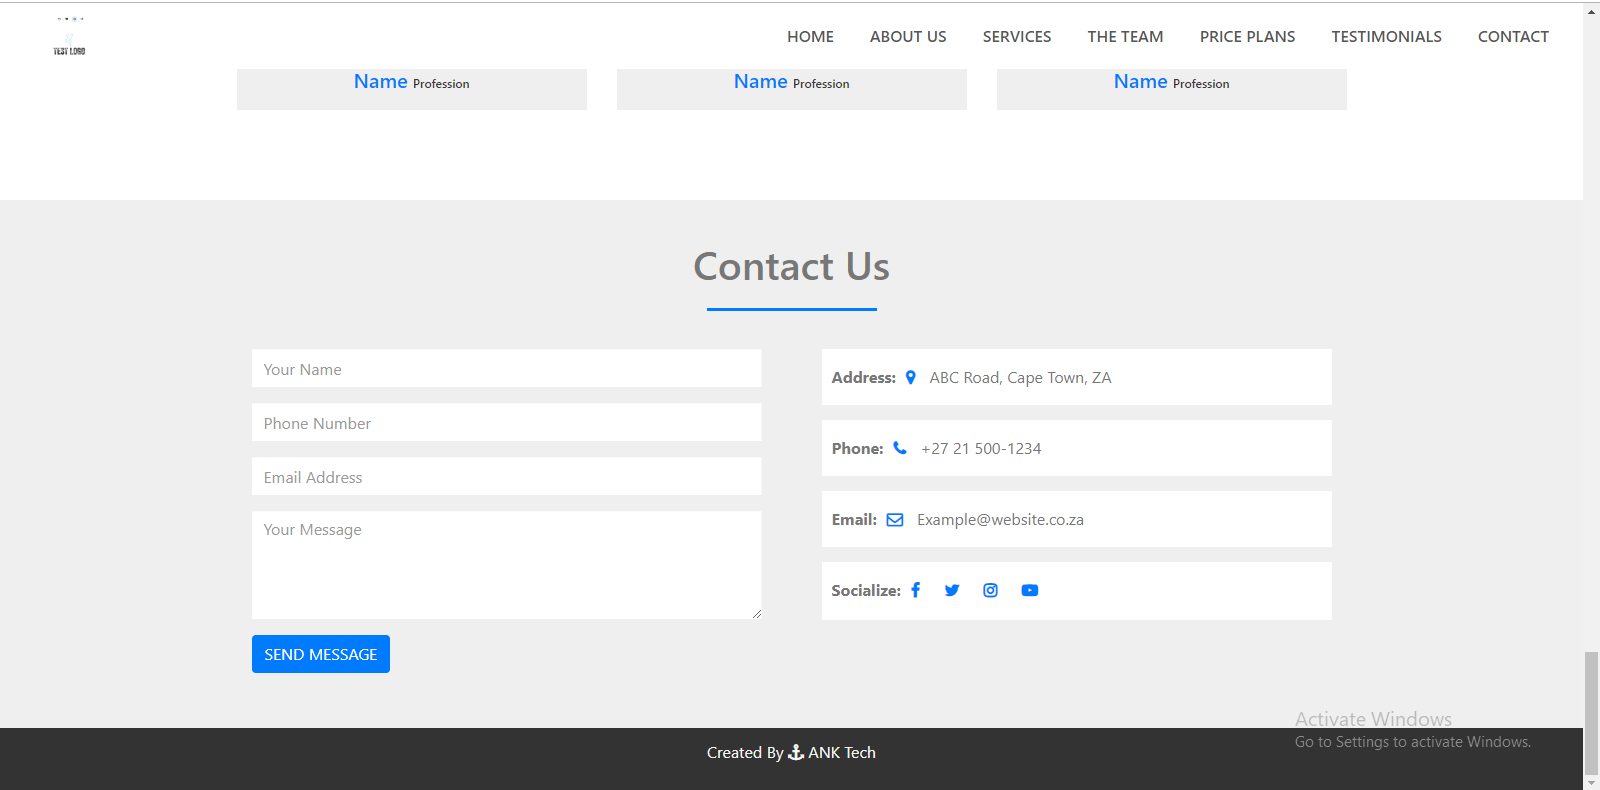 TEST LOGO
HOME ABOUT US SERVICES THE TEAM PRICE PLANS TESTIMONIALS CONTACT
Name Profession
Name Profession
Name Profession
Contact Us
Your Name
Phone Number
Email Address
Your Message
SEND MESSAGE
Address: ABC Road, Cape Town, ZA
Phone: +27 21 500-1234
Email: Example@website.co.za
Socialize:
Activate Windows
Go to Settings to activate Windows.
Created By ANK Tech